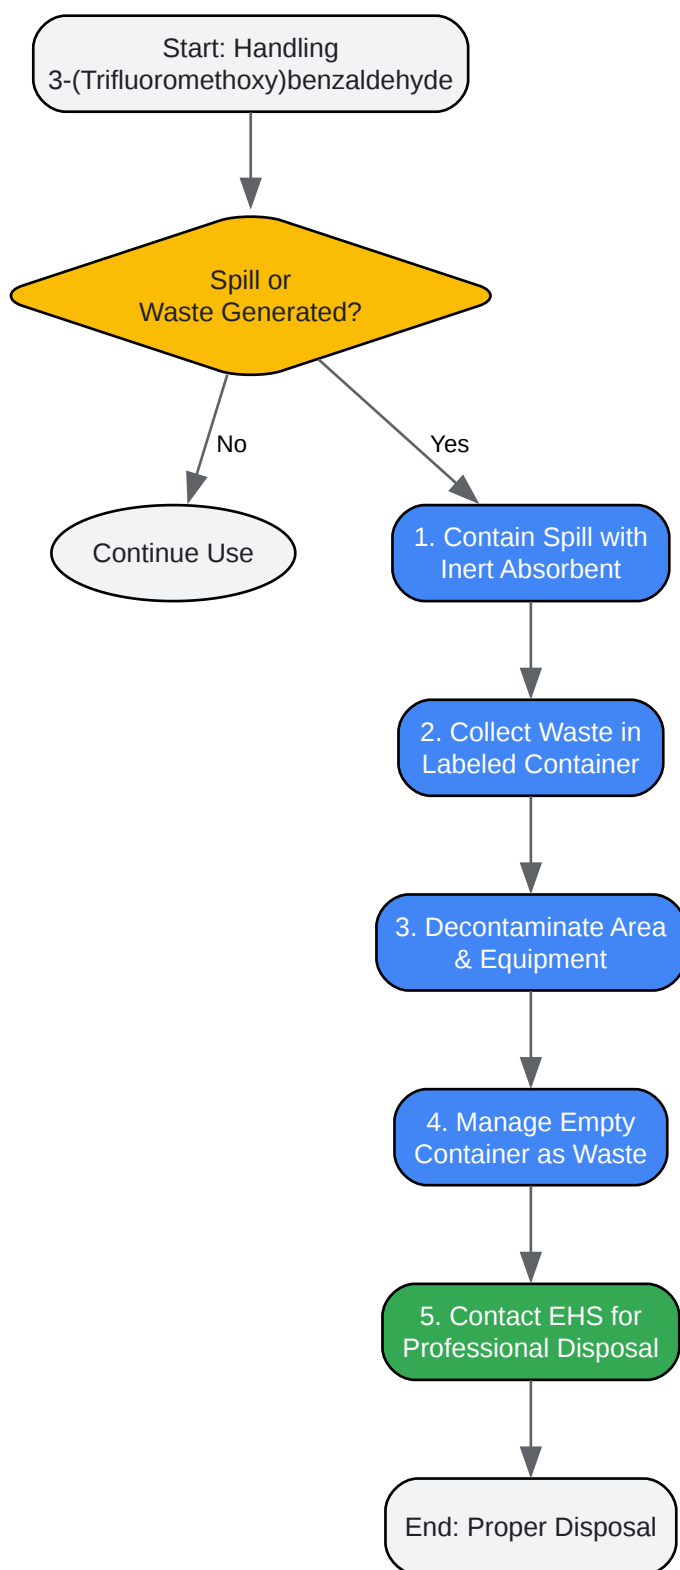 Start: Handling
3-(Trifluoromethoxy)benzaldehyde
Spill or
Waste Generated?
No
Yes
Continue Use
1. Contain Spill with
Inert Absorbent
2. Collect Waste in
Labeled Container
3. Decontaminate Area
& Equipment
4. Manage Empty
Container as Waste
5. Contact EHS for
Professional Disposal
End: Proper Disposal